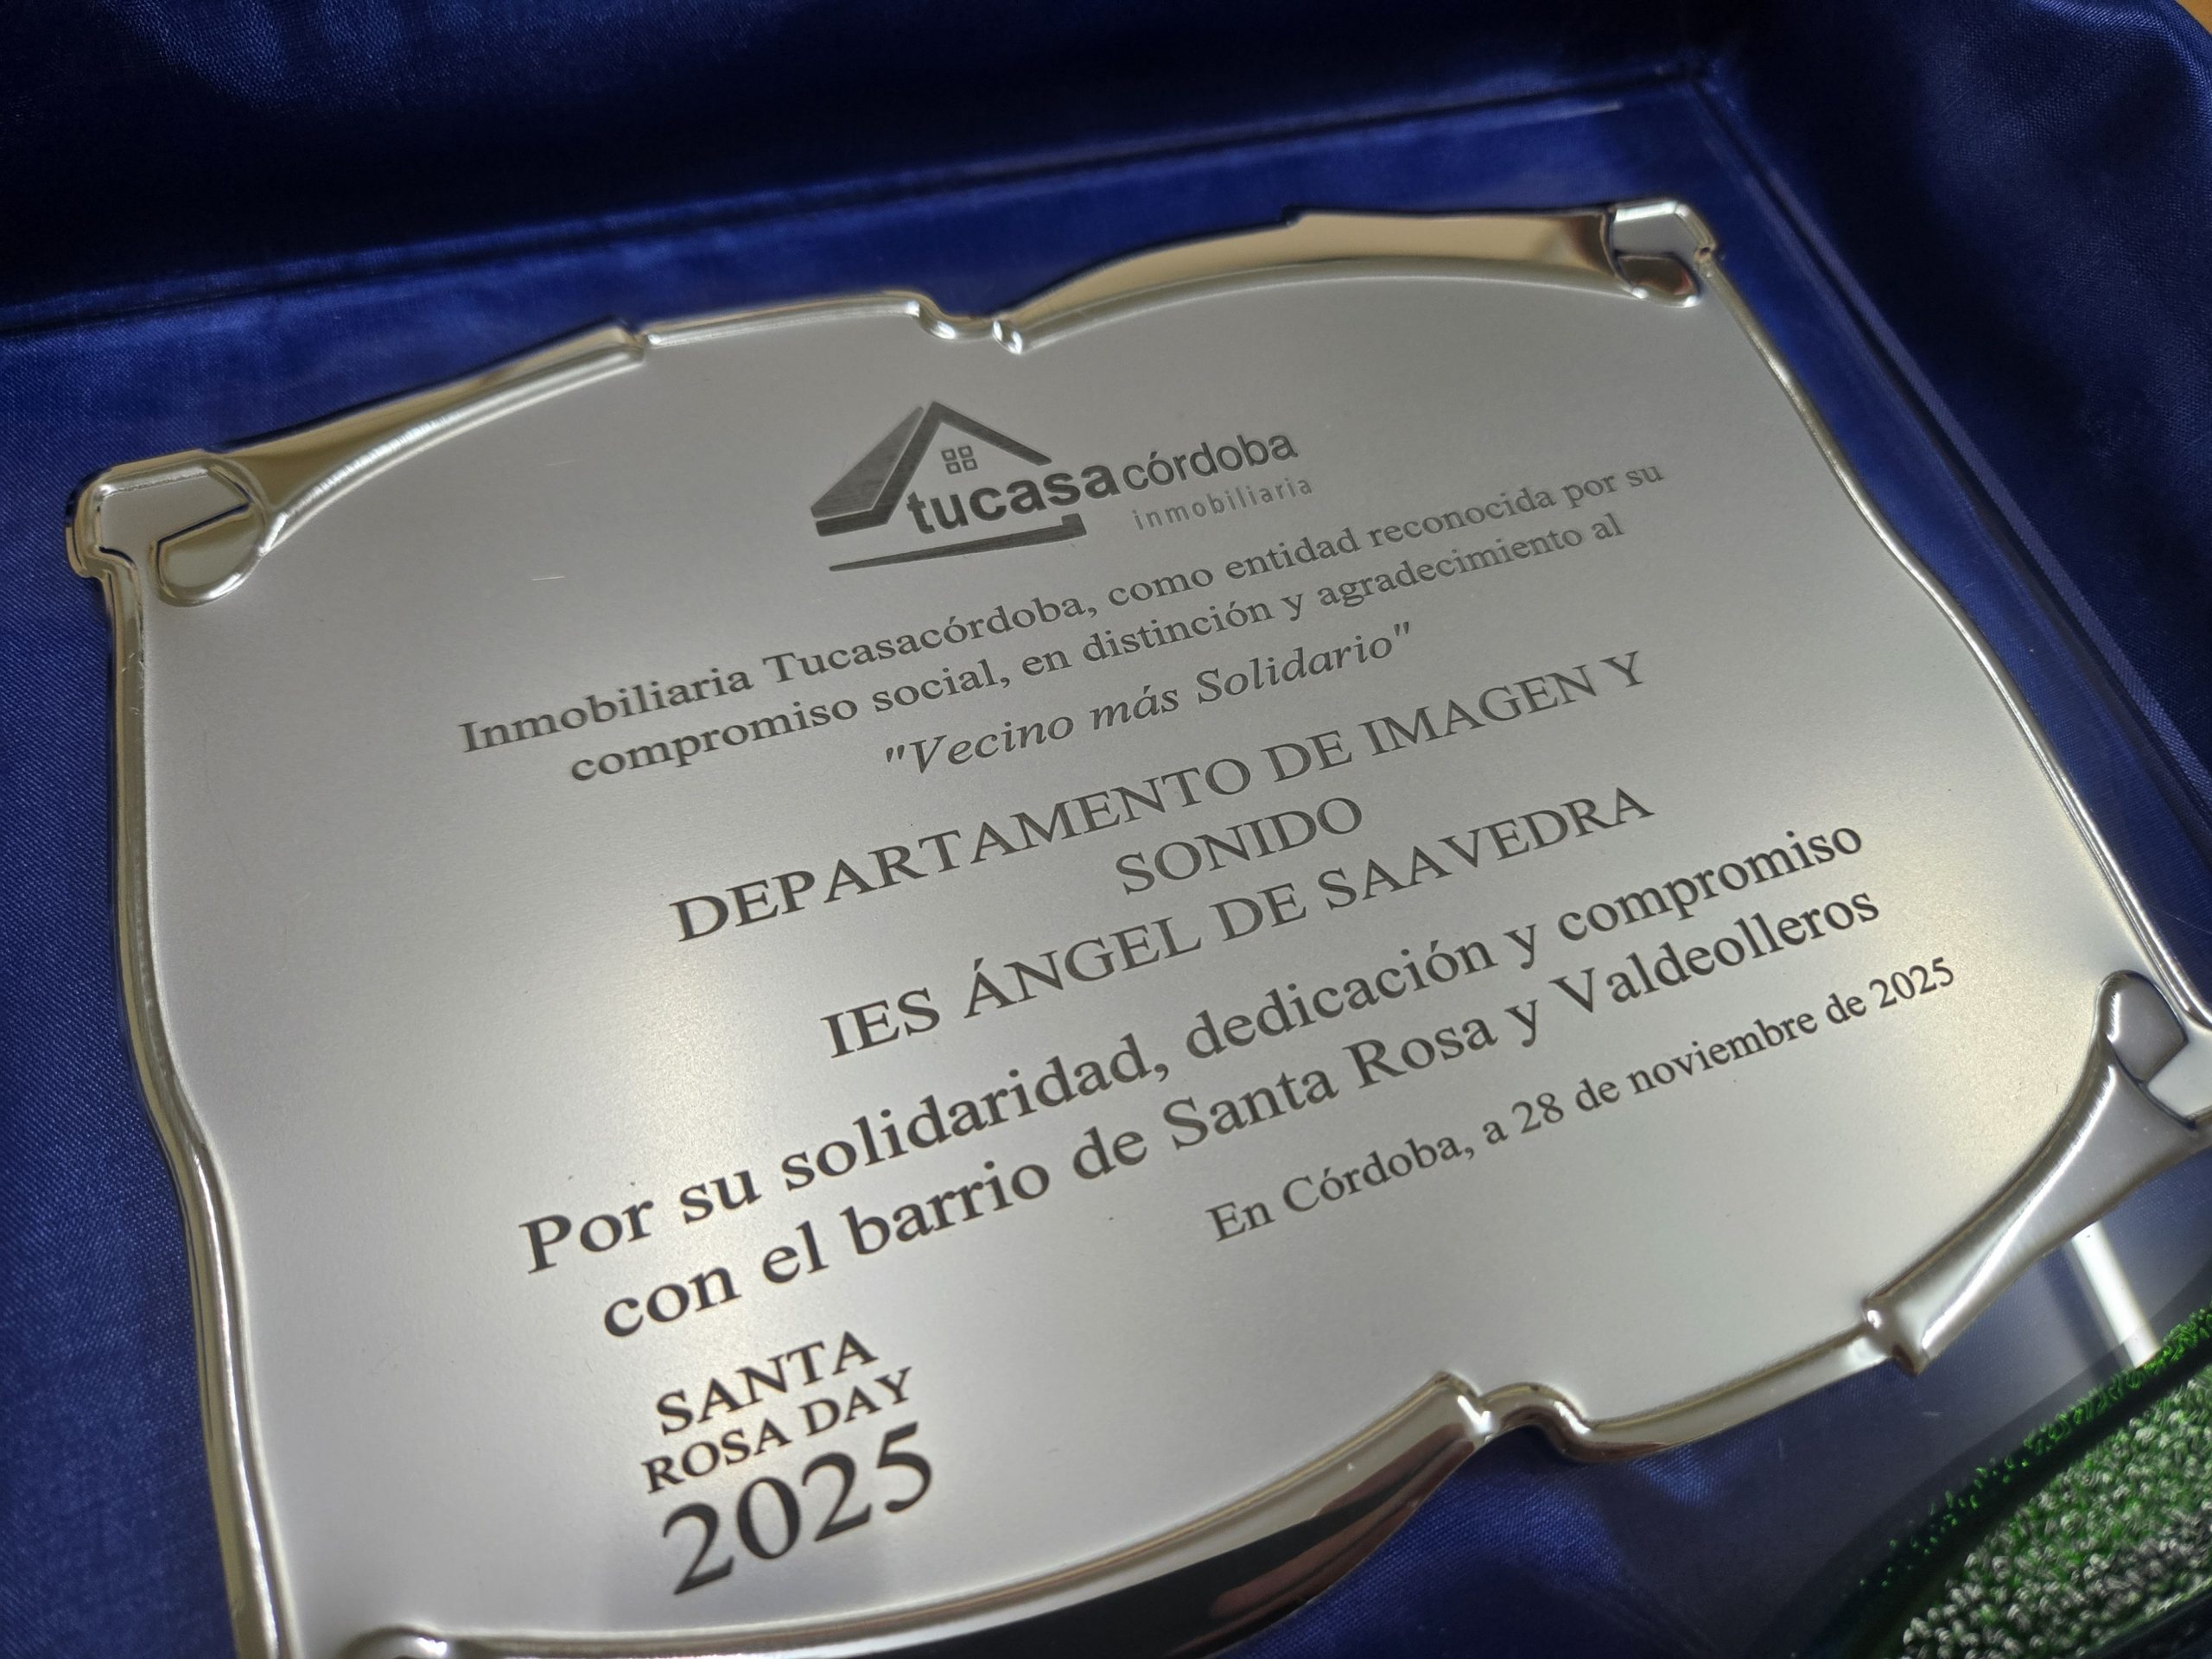 tucasacórdoba
inmobiliaria
Inmobiliaria Tucasacórdoba, como entidad reconocida por su
compromiso social, en distinción y agradecimiento al
"Vecino más Solidario"
DEPARTAMENTO DE IMAGEN Y
SONIDO
IES ÁNGEL DE SAAVEDRA
Por su solidaridad, dedicación y compromiso
con el barrio de Santa Rosa y Valdeolleros
En Córdoba, a 28 de noviembre de 2025
SANTA
ROSA DAY
2025